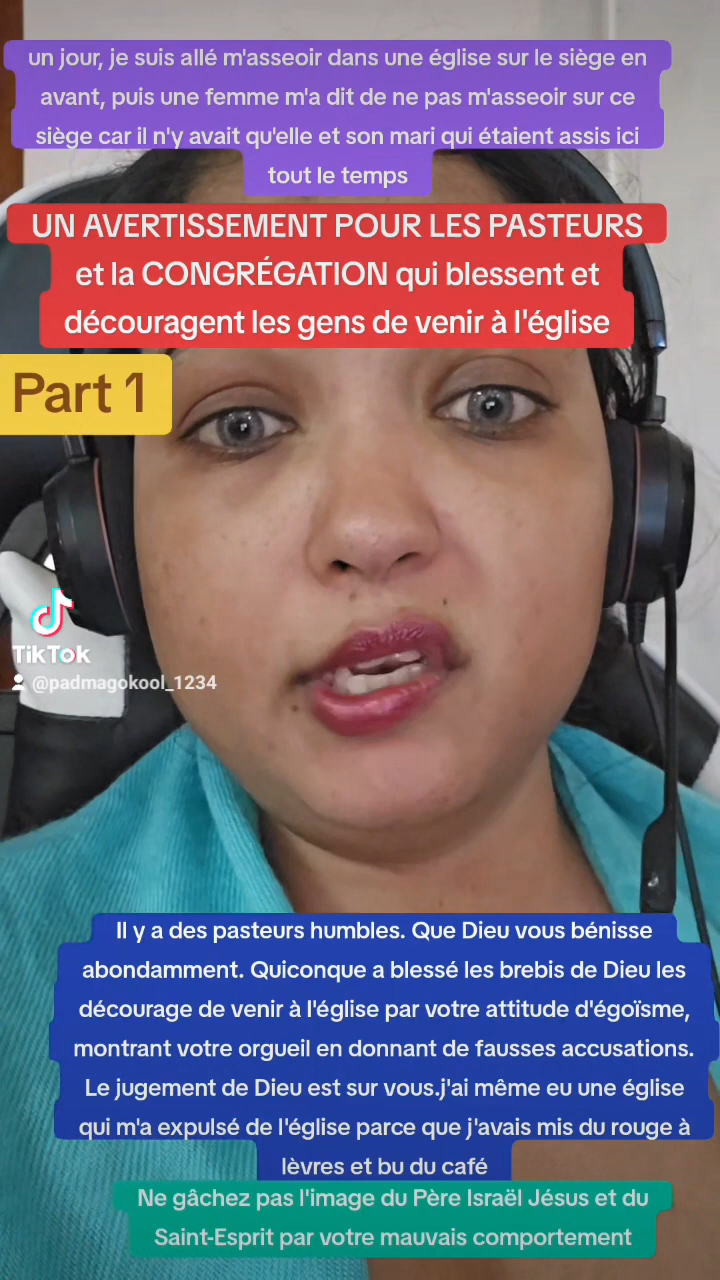 un jour, je suis allé m'asseoir dans une église sur le siège en
avant, puis une femme m'a dit de ne pas m'asseoir sur ce
siège car il n'y avait qu'elle et son mari qui étaient assis ici
tout le temps
UN AVERTISSEMENT POUR LES PASTEURS
et la CONGRÉGATION qui blessent et
découragent les gens de venir à l'église
Part 1
TikTok
@padmagokool_1234
Il y a des pasteurs humbles. Que Dieu vous bénisse
abondamment. Quiconque a blessé les brebis de Dieu les
décourage de venir à l'église par votre attitude d'égoïsme,
montrant votre orgueil en donnant de fausses accusations.
Le jugement de Dieu est sur vous.j'ai même eu une église
qui m'a expulsé de l'église parce que j'avais mis du rouge à
lèvres et bu du café
Ne gâchez pas l'image du Père Israël Jésus et du
Saint-Esprit par votre mauvais comportement